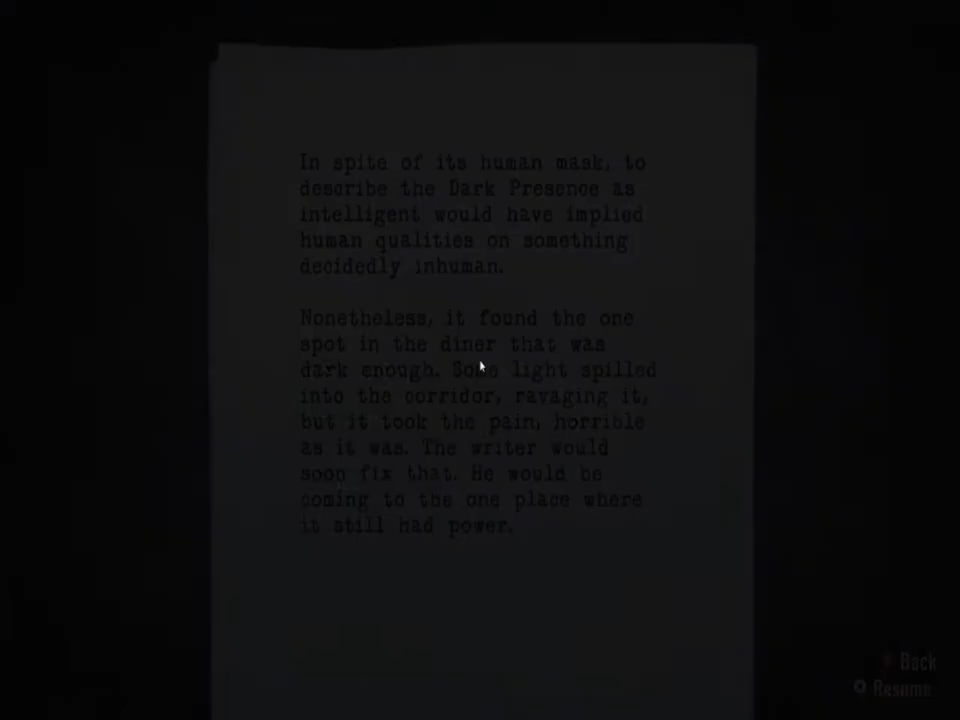 In spite of its human mask, to
describe the Dark Presence as
intelligent would have implied
human qualities on something
decidedly inhuman.
Nonetheless, it found the one
spot in the diner that was
dark enough. Some light spilled
into the corridor, ravaging it,
but it took the pain, horrible
as it was. The writer would
soon fix that. He would be
coming to the one place where
it still had power.
Back
Resume